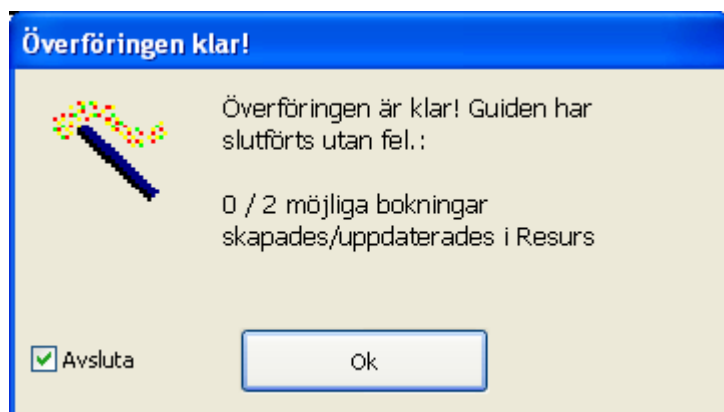 Överföringen klar!
Överföringen är klar! Guiden har
slutförts utan fel.:
0 / 2 möjliga bokningar
skapades/uppdaterades i Resurs
Avsluta
Ok